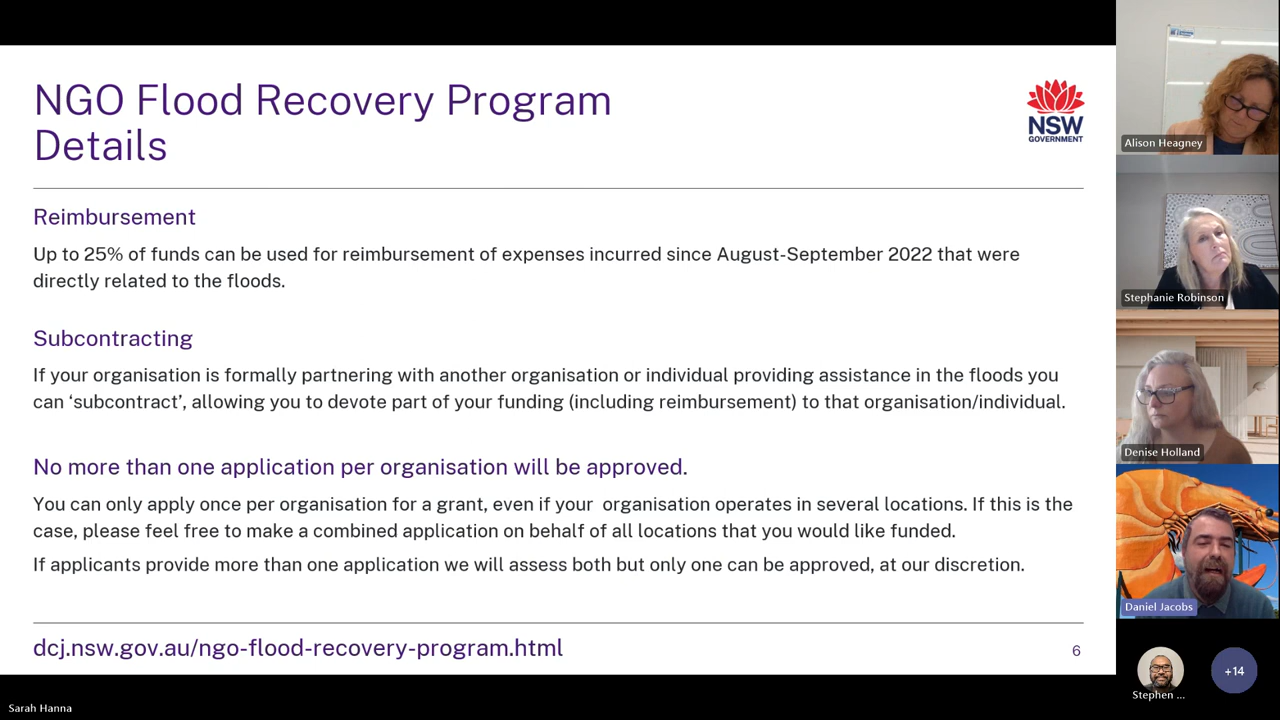 NGO Flood Recovery Program
Details
NSW
GOVERNMENT
Reimbursement
Up to 25% of funds can be used for reimbursement of expenses incurred since August-September 2022 that were
directly related to the floods.
Subcontracting
If your organisation is formally partnering with another organisation or individual providing assistance in the floods you
can ‘subcontract’, allowing you to devote part of your funding (including reimbursement) to that organisation/individual.
No more than one application per organisation will be approved.
You can only apply once per organisation for a grant, even if your organisation operates in several locations. If this is the
case, please feel free to make a combined application on behalf of all locations that you would like funded.
If applicants provide more than one application we will assess both but only one can be approved, at our discretion.
dcj.nsw.gov.au/ngo-flood-recovery-program.html
6
Alison Heagney
Stephanie Robinson
Denise Holland
Daniel Jacobs
Stephen ...
+14
Sarah Hanna